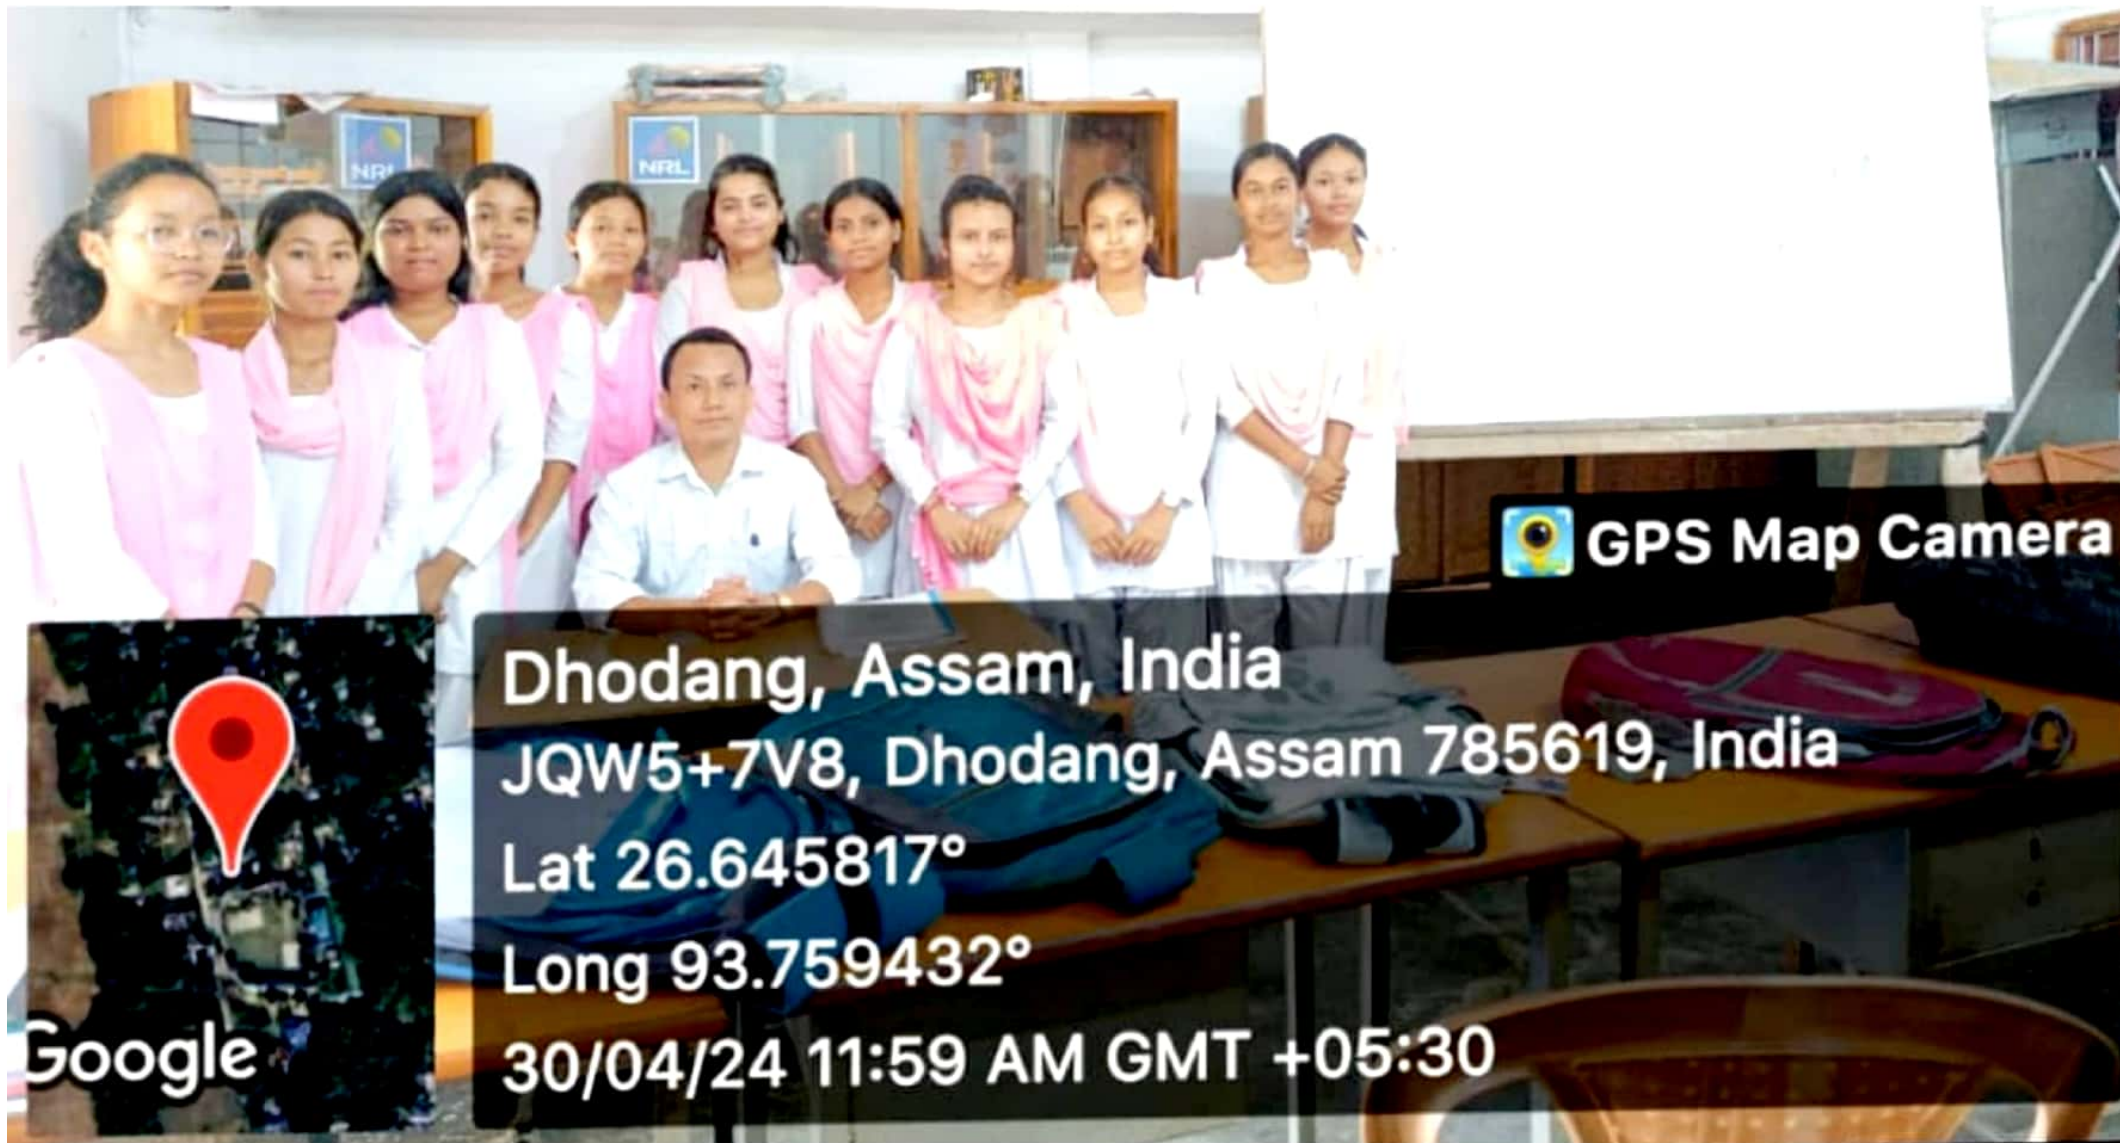 NRL
NRL
GPS Map Camera
Dhodang, Assam, India
JQW5+7V8, Dhodang, Assam 785619, India
Lat 26.645817°
Long 93.759432°
30/04/24 11:59 AM GMT +05:30
Google